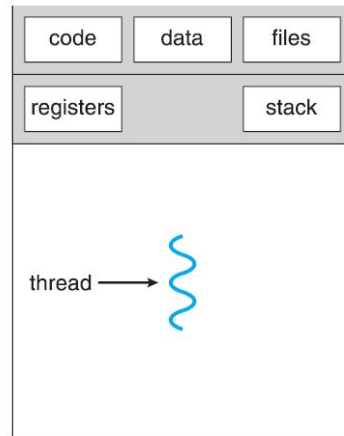 code data files
registers stack
thread